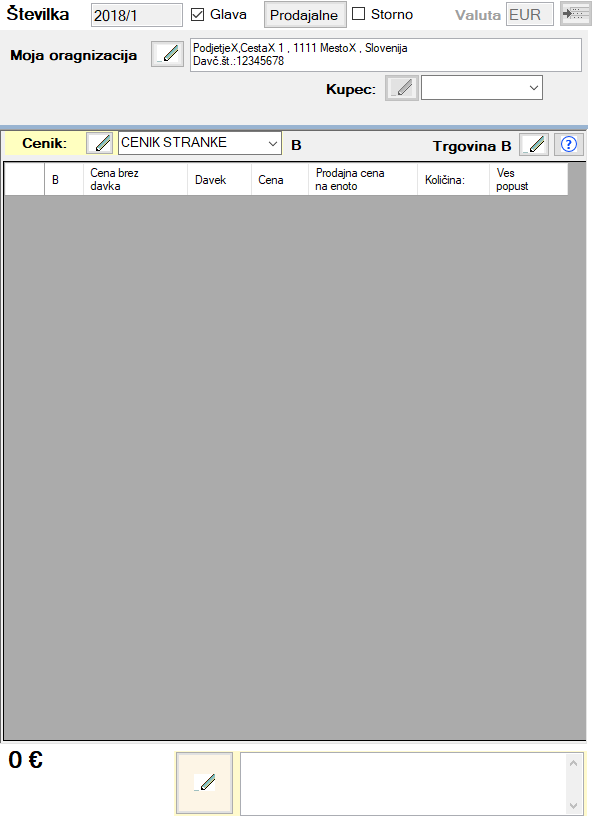 Številka 2018/1 Glava Prodajalne Storno Valuta EUR
Moja oragnizacija
PodjetjeX,CestaX 1 , 1111 MestoX , Slovenija
Davč.št.:12345678
Kupec:
Cenik: CENIK STRANKE B Trgovina B ?
B Cena brez davka Davek Cena Prodajna cena na enoto Količina: Ves popust
0 €